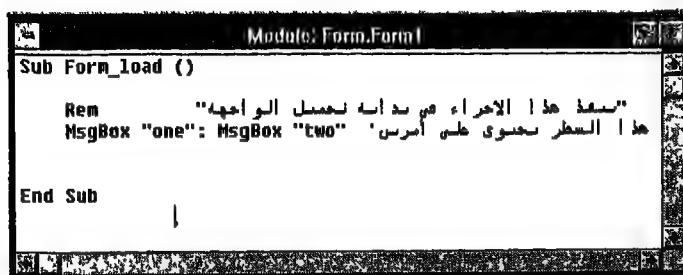 Module: Form.Form1
Sub Form_load ()
Rem "ينفذ هذا الاجراء في بداية تحميل الواجهة"
MsgBox "one": MsgBox "two" 'هذا السطر يحتوي على أمرين
End Sub